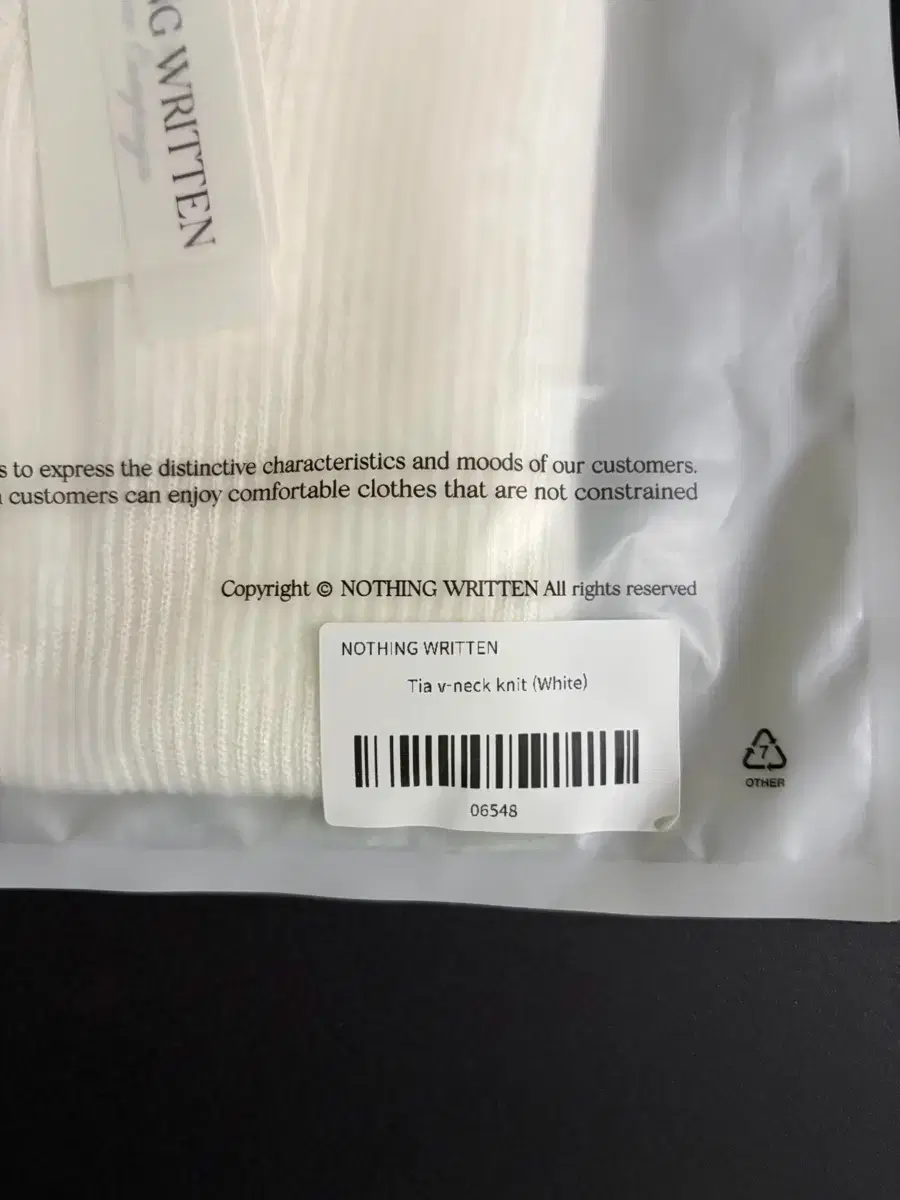 G WRITTEN
s to express the distinctive characteristics and moods of our customers.
customers can enjoy comfortable clothes that are not constrained
Copyright © NOTHING WRITTEN All rights reserved
NOTHING WRITTEN
Tia v-neck knit (White)
06548
7
OTHER